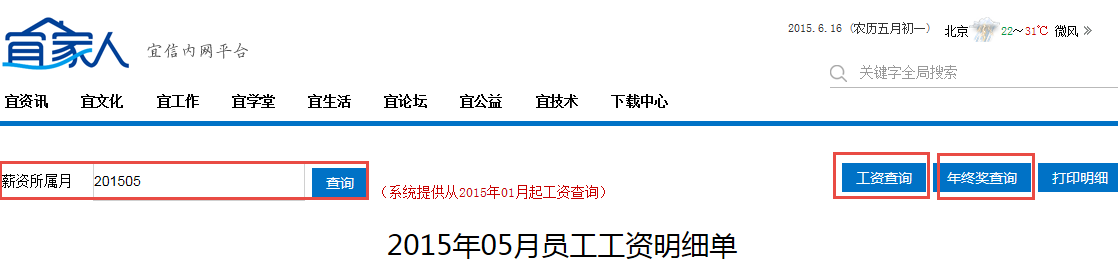 宜家人 宜信内网平台
2015.6.16 (农历五月初一) 北京 22～31℃ 微风 »
关键字全局搜索
宜资讯 宜文化 宜工作 宜学堂 宜生活 宜论坛 宜公益 宜技术 下载中心
薪资所属月 201505 查询 (系统提供从2015年01月起工资查询) 工资查询 年终奖查询 打印明细
2015年05月员工工资明细单